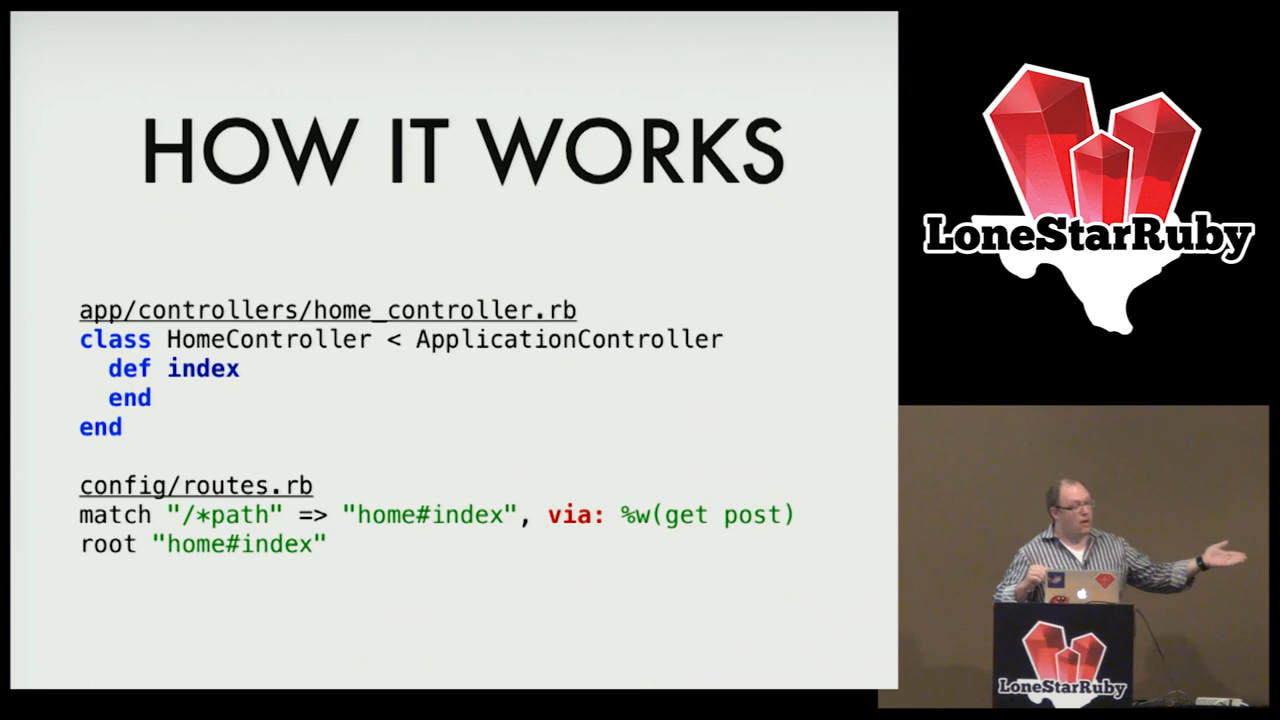 HOW IT WORKS
app/controllers/home_controller.rb
class HomeController < ApplicationController
  def index
  end
end
config/routes.rb
match "/*path" => "home#index", via: %w(get post)
root "home#index"
LoneStarRuby
LoneStarRuby